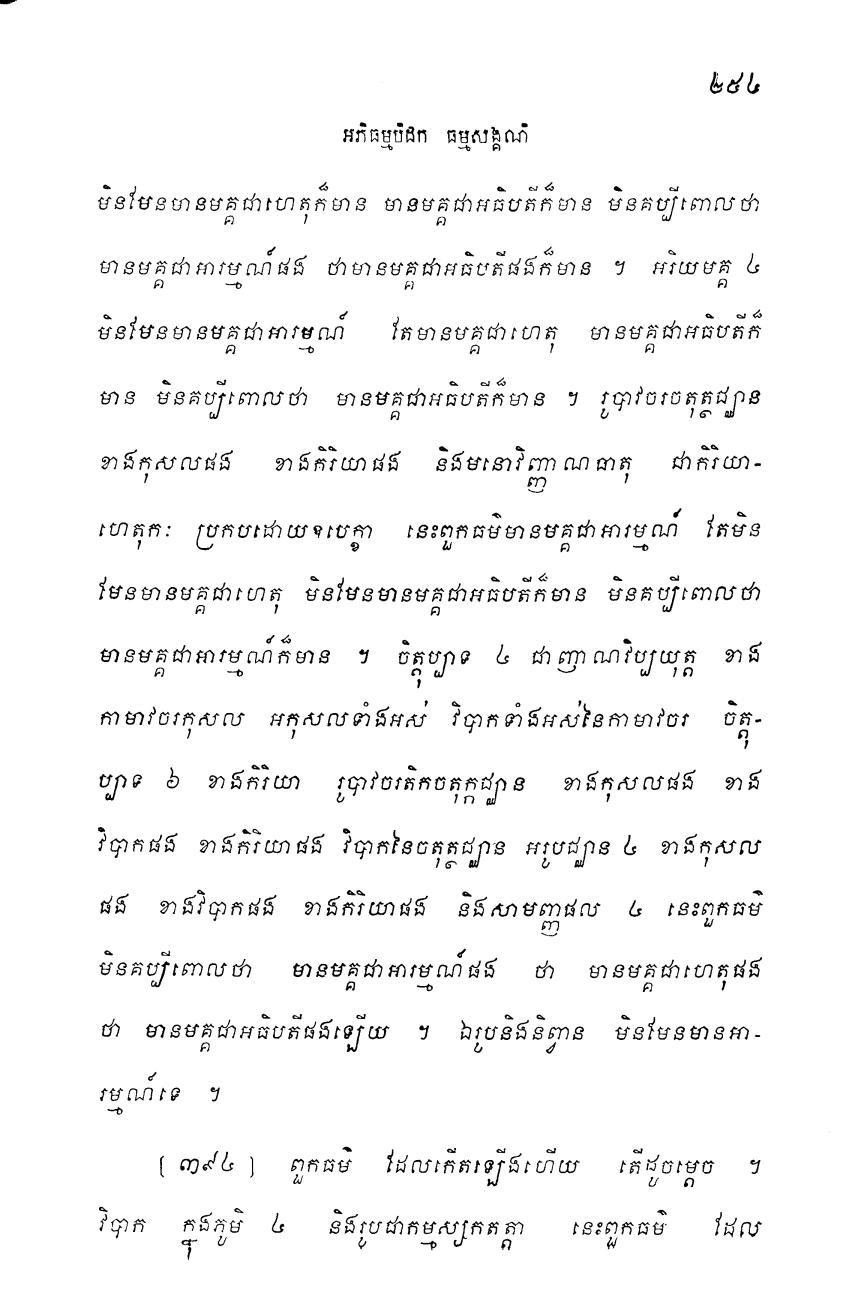 ២៥៤
អភិធម្មបិដក ធម្មសង្គណី
មិនមែនមានមគ្គជាហេតុក៏មាន មានមគ្គជាអធិបតីក៏មាន មិនគប្បីពោលថា
មានមគ្គជាអារម្មណ៍ផង ថាមានមគ្គជាអធិបតីផងក៏មាន ។ អរិយមគ្គ ៤
មិនមែនមានមគ្គជាអារម្មណ៍ តែមានមគ្គជាហេតុ មានមគ្គជាអធិបតីក៏
មាន មិនគប្បីពោលថា មានមគ្គជាអធិបតីក៏មាន ។ រូបាវចរចតុត្ថជ្ឈាន
ខាងកុសលផង ខាងកិរិយាផង និងមនោវិញ្ញាណធាតុ ជាកិរិយា-
ហេតុកៈ ប្រកបដោយឧបេក្ខា នេះពួកធម៌មានមគ្គជាអារម្មណ៍ តែមិន
មែនមានមគ្គជាហេតុ មិនមែនមានមគ្គជាអធិបតីក៏មាន មិនគប្បីពោលថា
មានមគ្គជាអារម្មណ៍ក៏មាន ។ ចិត្តុប្បាទ ៤ ជាញាណវិប្បយុត្ត ខាង
កាមាវចរកុសល អកុសលទាំងអស់ វិបាកទាំងអស់នៃកាមាវចរ ចិត្តុ-
ប្បាទ ៦ ខាងកិរិយា រូបាវចរតិកចតុក្កជ្ឈាន ខាងកុសលផង ខាង
វិបាកផង ខាងកិរិយាផង វិបាកនៃចតុត្ថជ្ឈាន អរូបជ្ឈាន ៤ ខាងកុសល
ផង ខាងវិបាកផង ខាងកិរិយាផង និងសាមញ្ញផល ៤ នេះពួកធម៌
មិនគប្បីពោលថា មានមគ្គជាអារម្មណ៍ផង ថា មានមគ្គជាហេតុផង
ថា មានមគ្គជាអធិបតីផងឡើយ ។ ឯរូបនិងនិព្វាន មិនមែនមានអា-
រម្មណ៍ទេ ។
[ ៣៩៤ ] ពួកធម៌ ដែលកើតឡើងហើយ តើដូចម្តេច ។
វិបាក ក្នុងភូមិ ៤ និងរូបជាកម្មស្សកតត្តា នេះពួកធម៌ ដែល